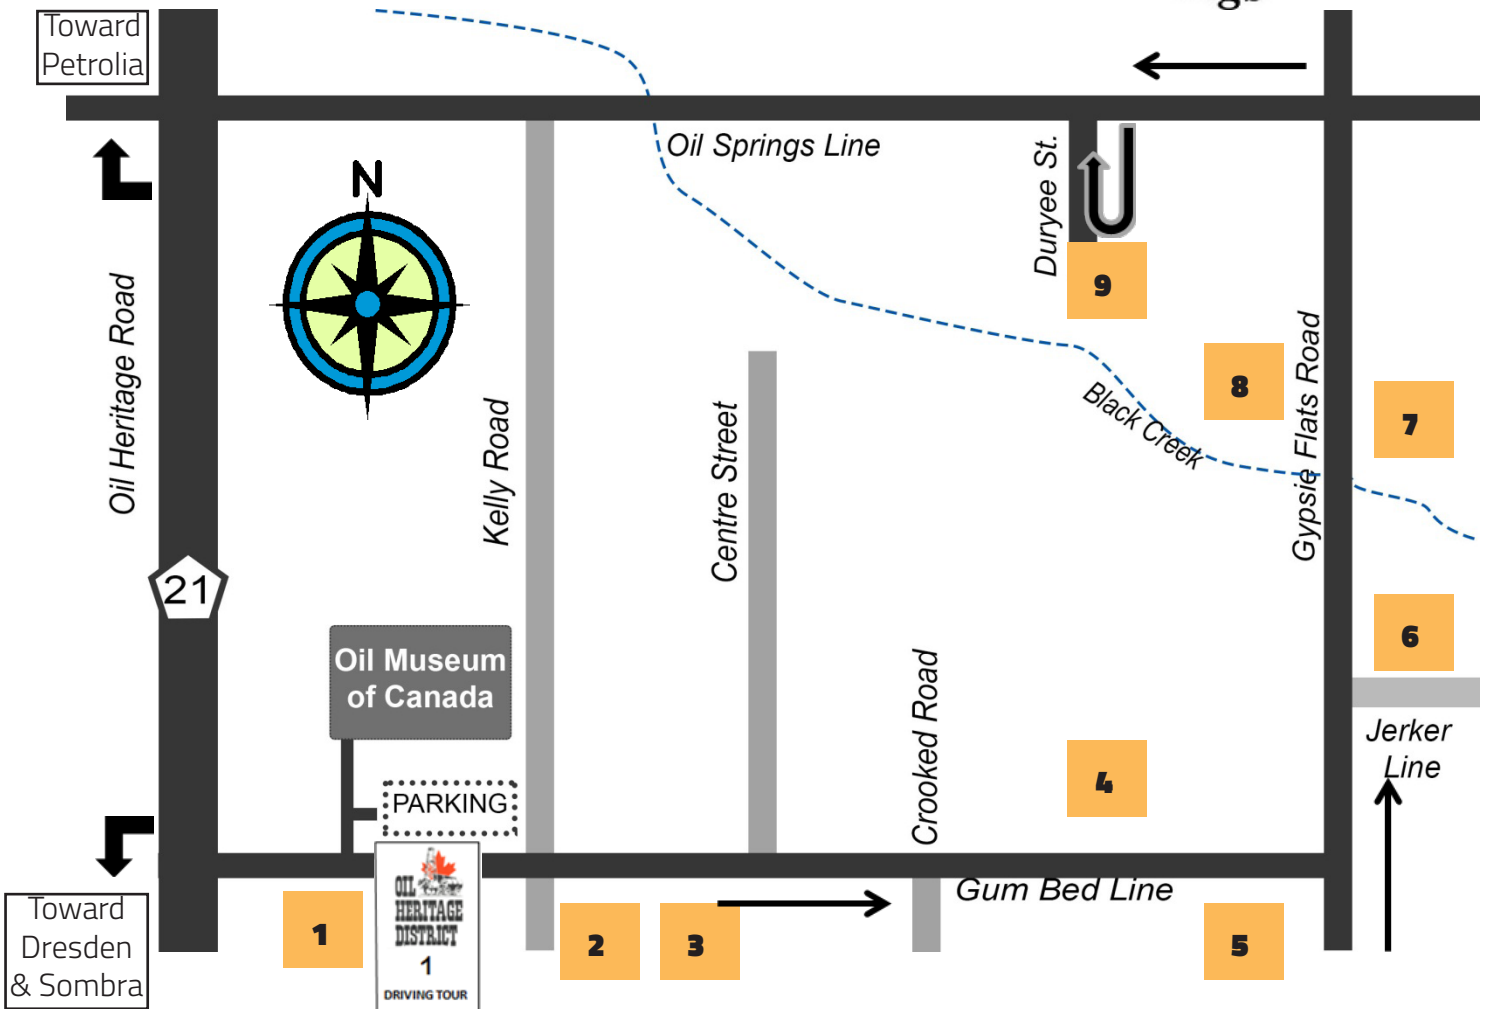 Toward
Petrolia
N
Oil Springs Line
Duryee St.
9
8
7
Oil Heritage Road
Kelly Road
Centre Street
Black Creek
Gypsie Flats Road
21
6
Oil Museum
of Canada
Crooked Road
Jerker
Line
4
PARKING
Gum Bed Line
OIL
HERITAGE
DISTRICT
1
DRIVING TOUR
1
2
3
5
Toward
Dresden
& Sombra